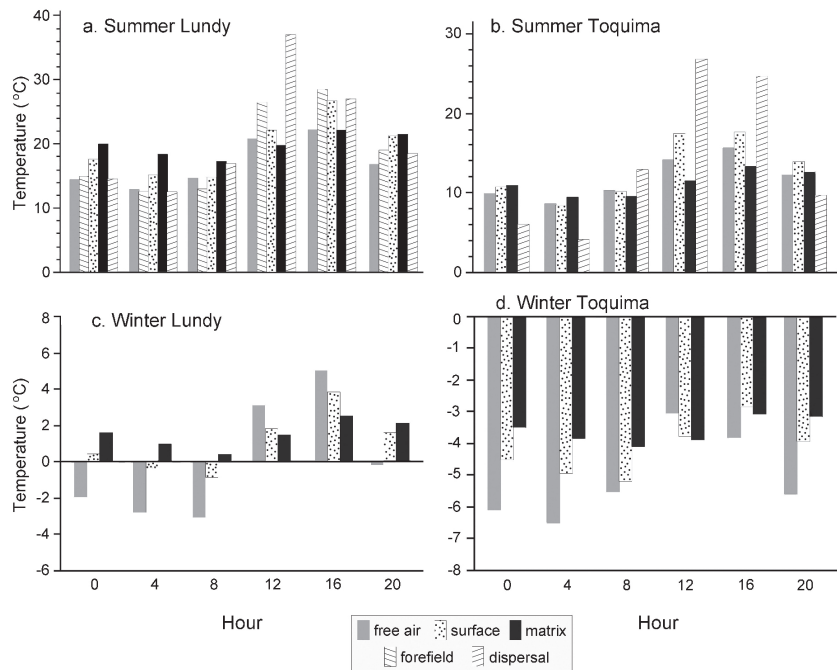 a. Summer Lundy
b. Summer Toquima
Temperature (°C)
40
30
20
10
0
30
20
10
0
c. Winter Lundy
d. Winter Toquima
Temperature (°C)
8
6
4
2
0
-2
-4
-6
0
-1
-2
-3
-4
-5
-6
-7
-8
0 4 8 12 16 20
0 4 8 12 16 20
Hour
Hour
free air surface matrix
forefield dispersal